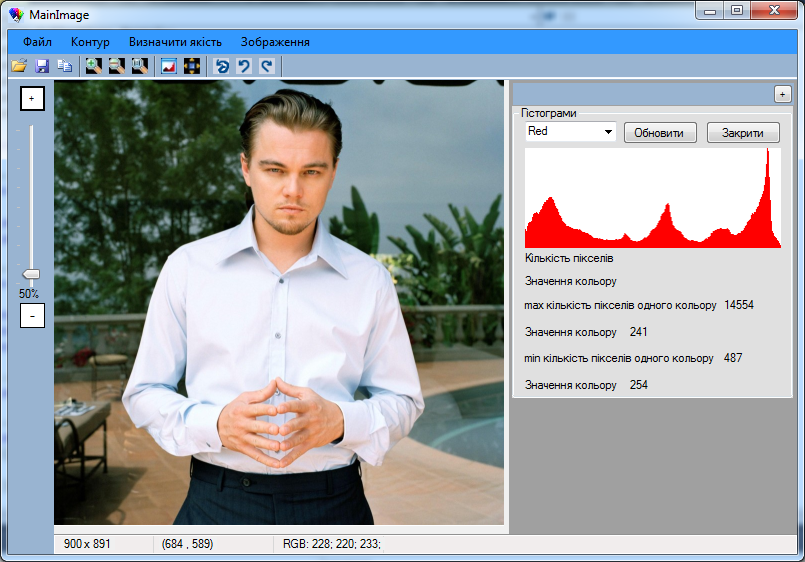 MainImage
Файл Контур Визначити якість Зображення
+
50%
-
+
Гістограми
Red Обновити Закрити
Кількість пікселів
Значення кольору
max кількість пікселів одного кольору 14554
Значення кольору 241
min кількість пікселів одного кольору 487
Значення кольору 254
900 x 891 (684 , 589) RGB: 228; 220; 233;